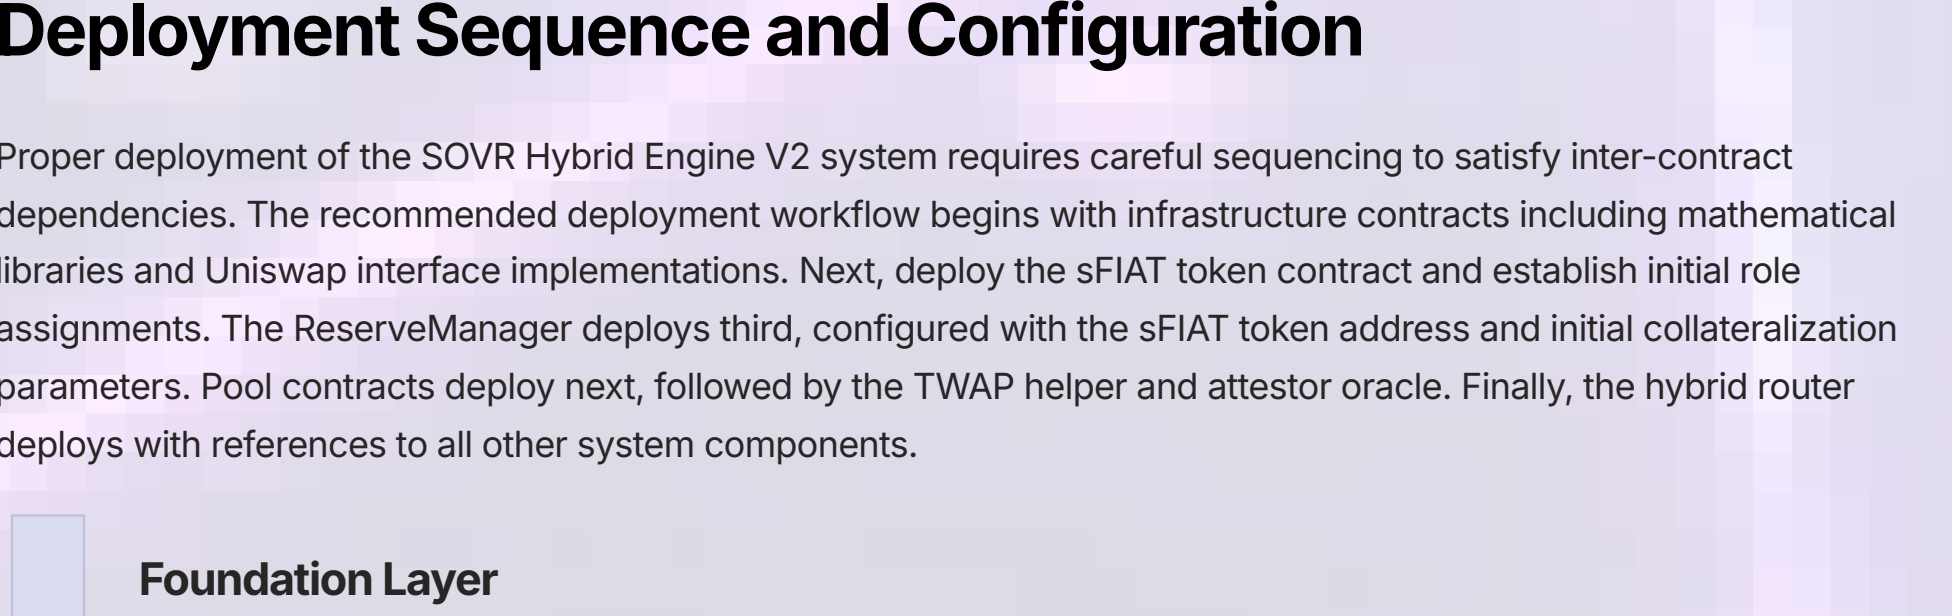 Deployment Sequence and Configuration
Proper deployment of the SOVR Hybrid Engine V2 system requires careful sequencing to satisfy inter-contract
dependencies. The recommended deployment workflow begins with infrastructure contracts including mathematical
libraries and Uniswap interface implementations. Next, deploy the sFIAT token contract and establish initial role
assignments. The ReserveManager deploys third, configured with the sFIAT token address and initial collateralization
parameters. Pool contracts deploy next, followed by the TWAP helper and attestor oracle. Finally, the hybrid router
deploys with references to all other system components.
Foundation Layer